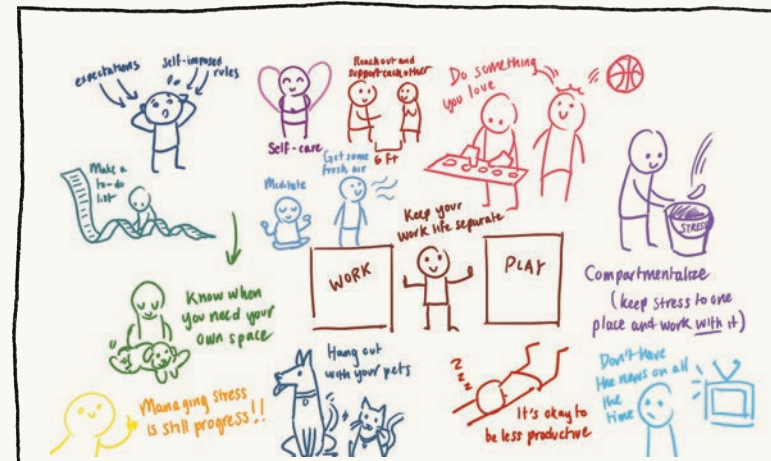 expectations
self-imposed
rules
Self-care
Reach out and
support each other
6 ft
Do something
you love
Make a
to-do
list
Meditate
Get some
fresh air
Keep your
work life separate
WORK
PLAY
STRESS
Compartmentalize
(keep stress to one
place and work with it)
Know when
you need your
own space
Hang out
with your pets
z
z
z
It's okay to
be less productive
Don't have
the news on all
the
time
Managing stress
is still progress!!